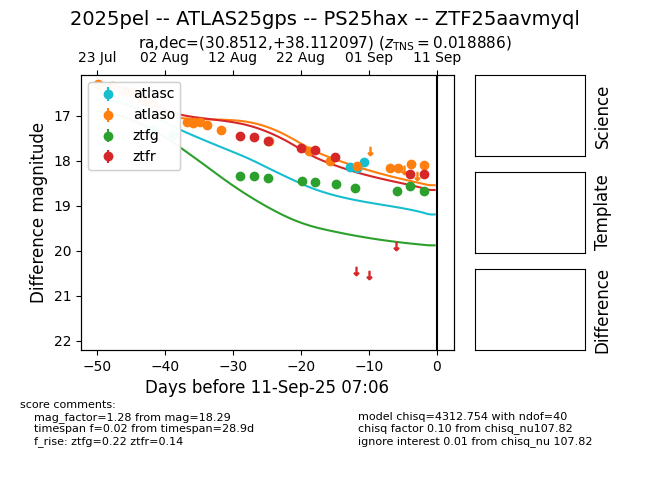 2025pel -- ATLAS25gps -- PS25hax -- ZTF25aavmyql
ra,dec=(30.8512,+38.112097) (z_TNS = 0.018886)
23 Jul 02 Aug 12 Aug 22 Aug 01 Sep 11 Sep
atlasc
atlaso
ztfg
ztfr
17
18
19
20
21
22
Difference magnitude
−50 −40 −30 −20 −10 0
Days before 11-Sep-25 07:06
Science
Template
Difference
score comments:
mag_factor=1.28 from mag=18.29
timespan f=0.02 from timespan=28.9d
f_rise: ztfg=0.22 ztfr=0.14
model chisq=4312.754 with ndof=40
chisq factor 0.10 from chisq_nu107.82
ignore interest 0.01 from chisq_nu 107.82